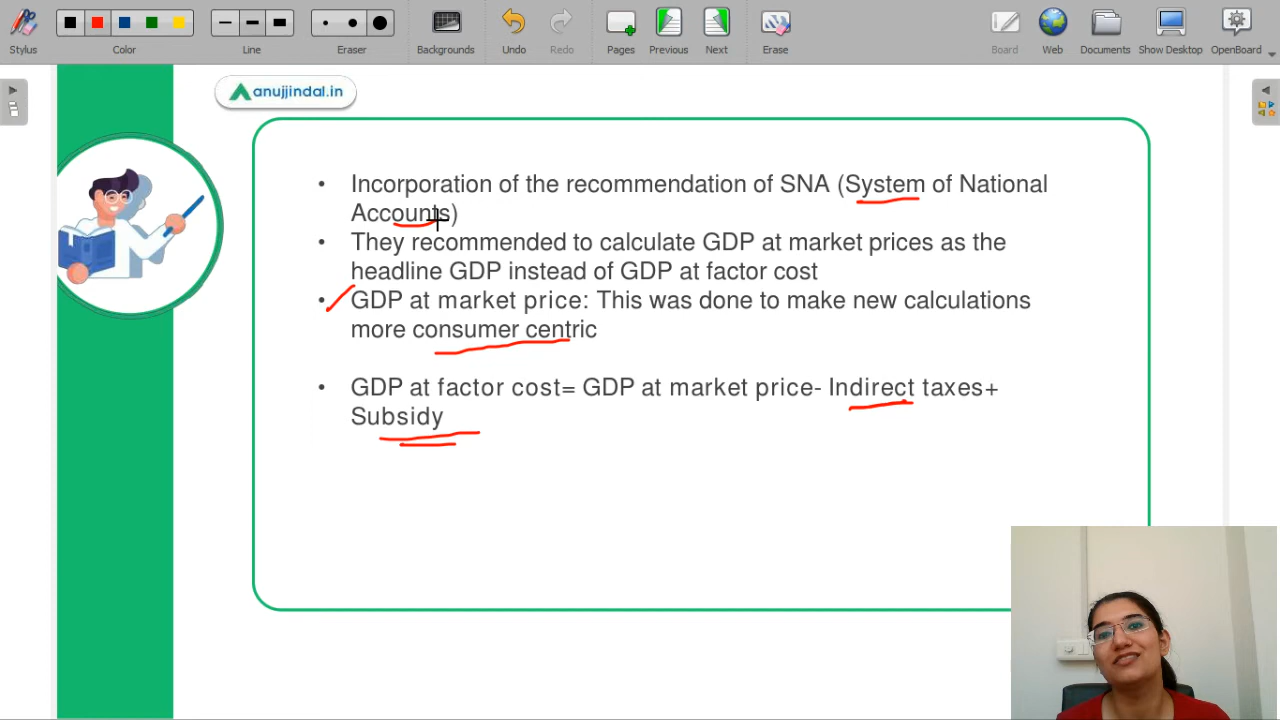 Stylus Color Line Eraser Backgrounds Undo Redo Pages Previous Next Erase Board Web Documents Show Desktop OpenBoard
anujjindal.in
• Incorporation of the recommendation of SNA (System of National
Accounts)
• They recommended to calculate GDP at market prices as the
headline GDP instead of GDP at factor cost
• GDP at market price: This was done to make new calculations
more consumer centric
• GDP at factor cost= GDP at market price- Indirect taxes+
Subsidy